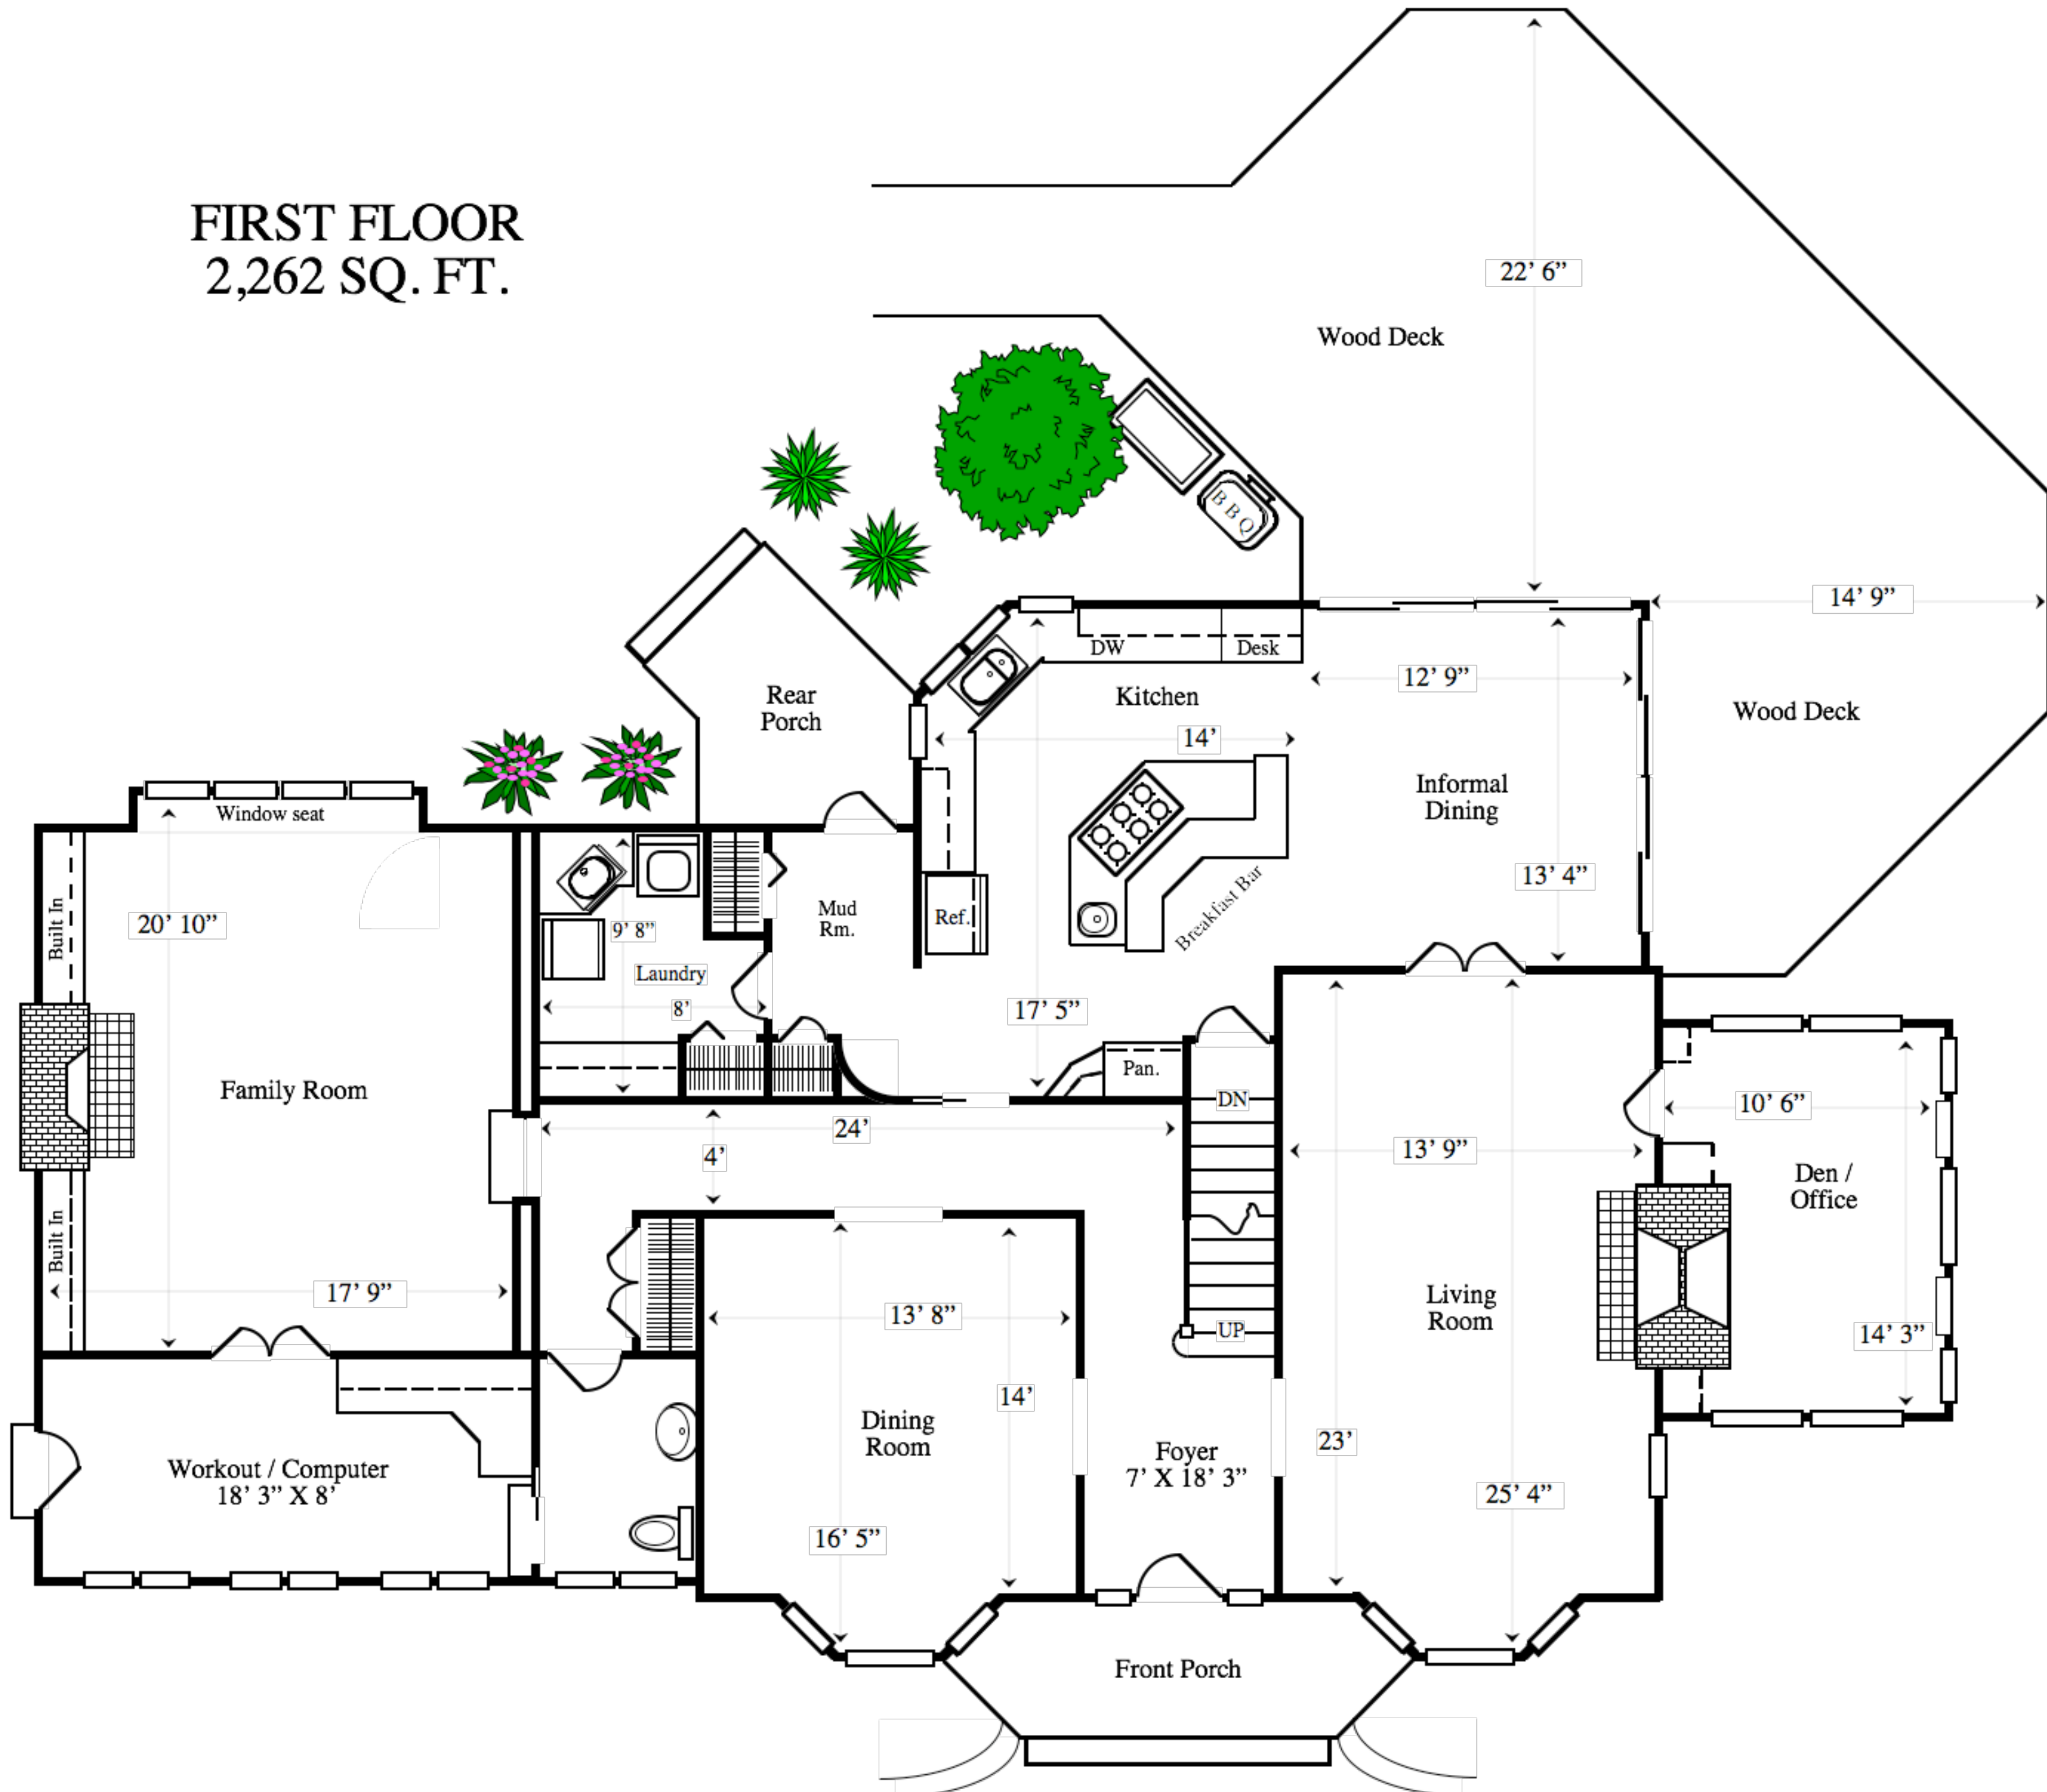 FIRST FLOOR
2,262 SQ. FT.
22’ 6”
Wood Deck
BBQ
14’ 9”
DW
Desk
Kitchen
12’ 9”
Rear
Porch
Wood Deck
14’
Informal
Dining
Window seat
13’ 4”
Built In
20’ 10”
9’ 8”
Mud
Rm.
Ref.
Breakfast Bar
Laundry
8’
17’ 5”
Pan.
Family Room
DN
10’ 6”
24’
4’
13’ 9”
Den /
Office
Built In
17’ 9”
13’ 8”
UP
Living
Room
14’ 3”
14’
Dining
Room
Foyer
7’ X 18’ 3”
23’
Workout / Computer
18’ 3” X 8’
25’ 4”
16’ 5”
Front Porch